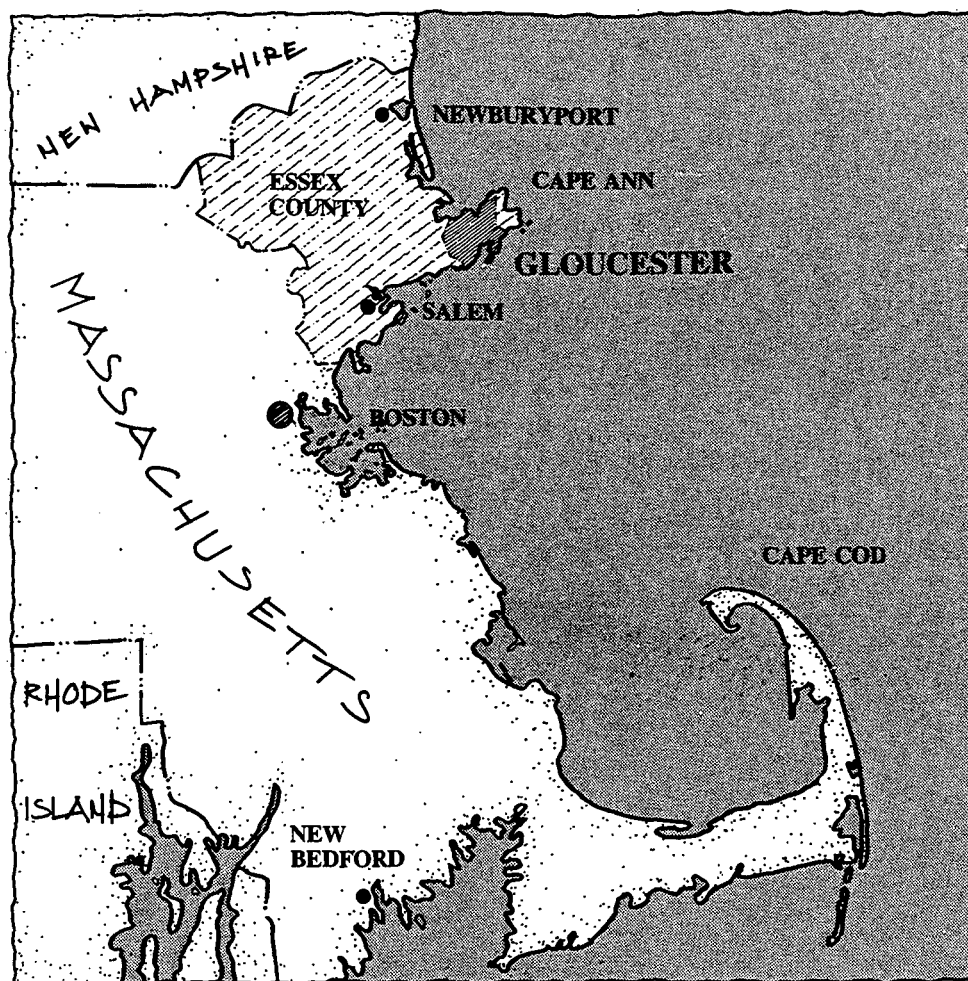 NEW HAMPSHIRE
NEWBURYPORT
ESSEX
COUNTY
CAPE ANN
GLOUCESTER
SALEM
MASSACHUSETTS
BOSTON
CAPE COD
RHODE
ISLAND
NEW
BEDFORD